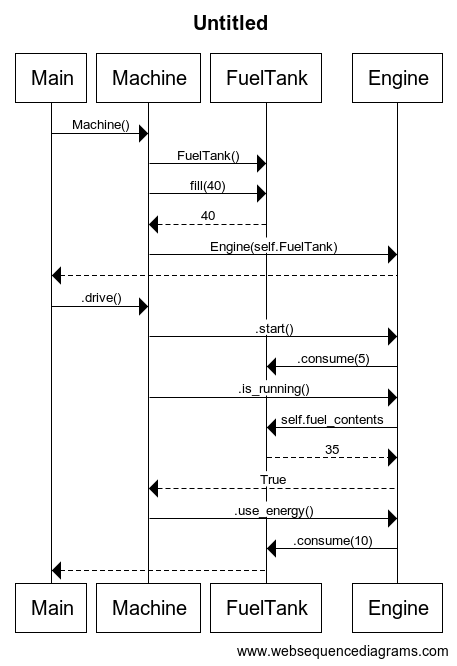 Untitled
Main Machine FuelTank Engine
Machine()
FuelTank()
fill(40)
40
Engine(self.FuelTank)
.drive()
.start()
.consume(5)
.is_running()
self.fuel_contents
35
True
.use_energy()
.consume(10)
Main Machine FuelTank Engine
www.websequencediagrams.com